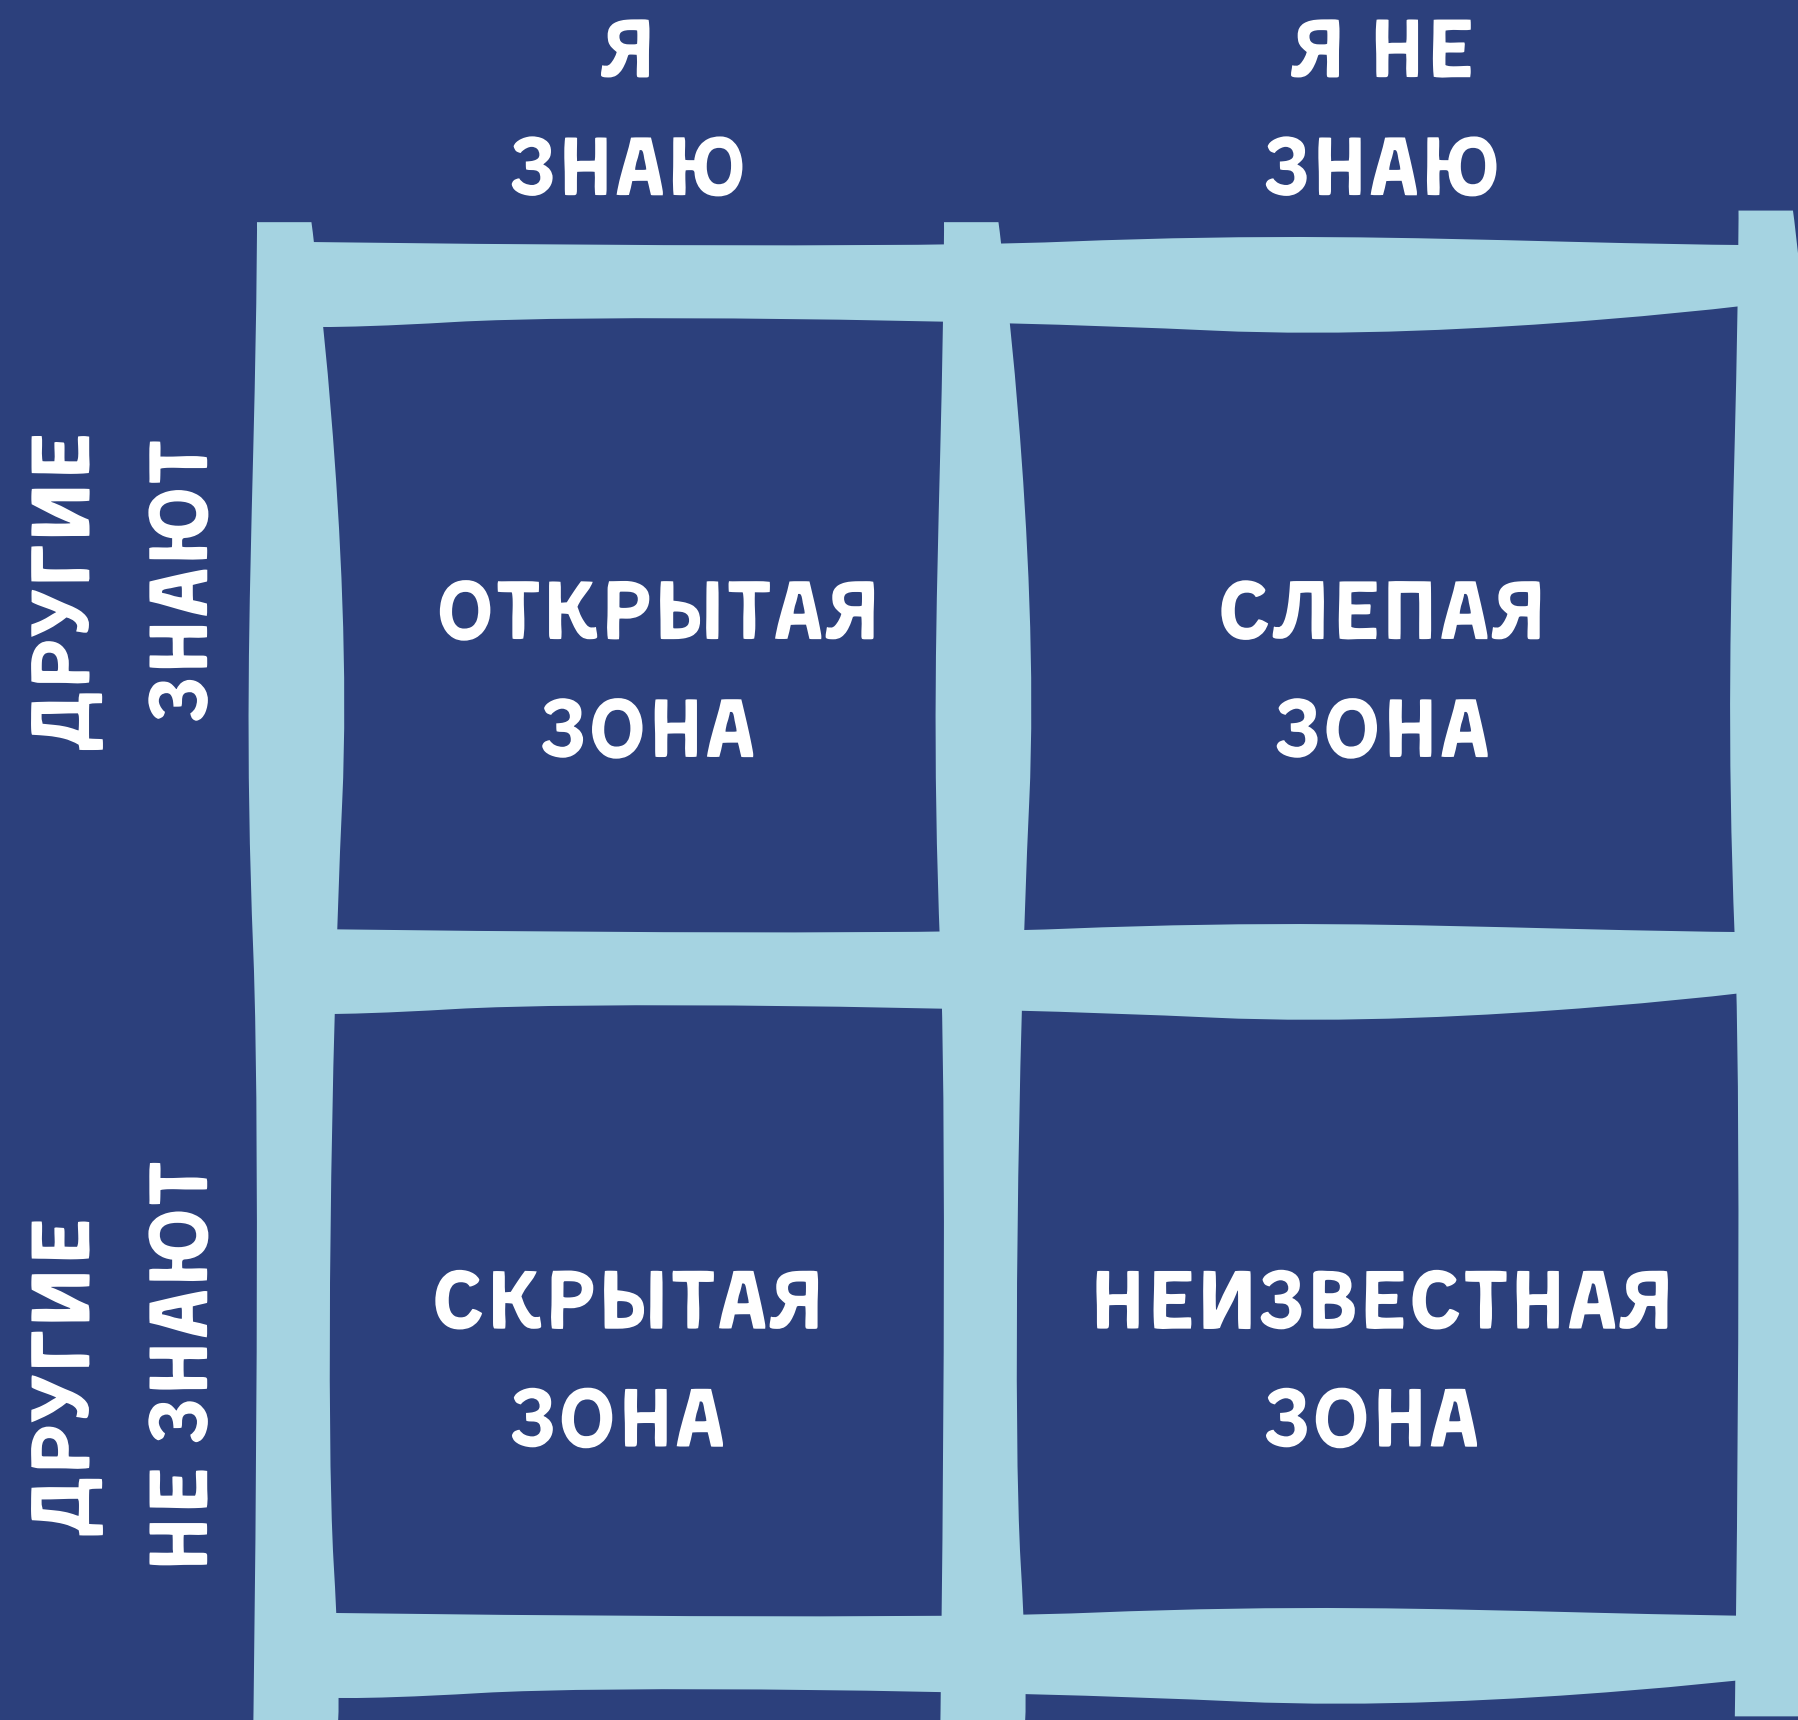 Я
ЗНАЮ
Я НЕ
ЗНАЮ
ДРУГИЕ
ЗНАЮТ
ОТКРЫТАЯ
ЗОНА
СЛЕПАЯ
ЗОНА
ДРУГИЕ
НЕ ЗНАЮТ
СКРЫТАЯ
ЗОНА
НЕИЗВЕСТНАЯ
ЗОНА